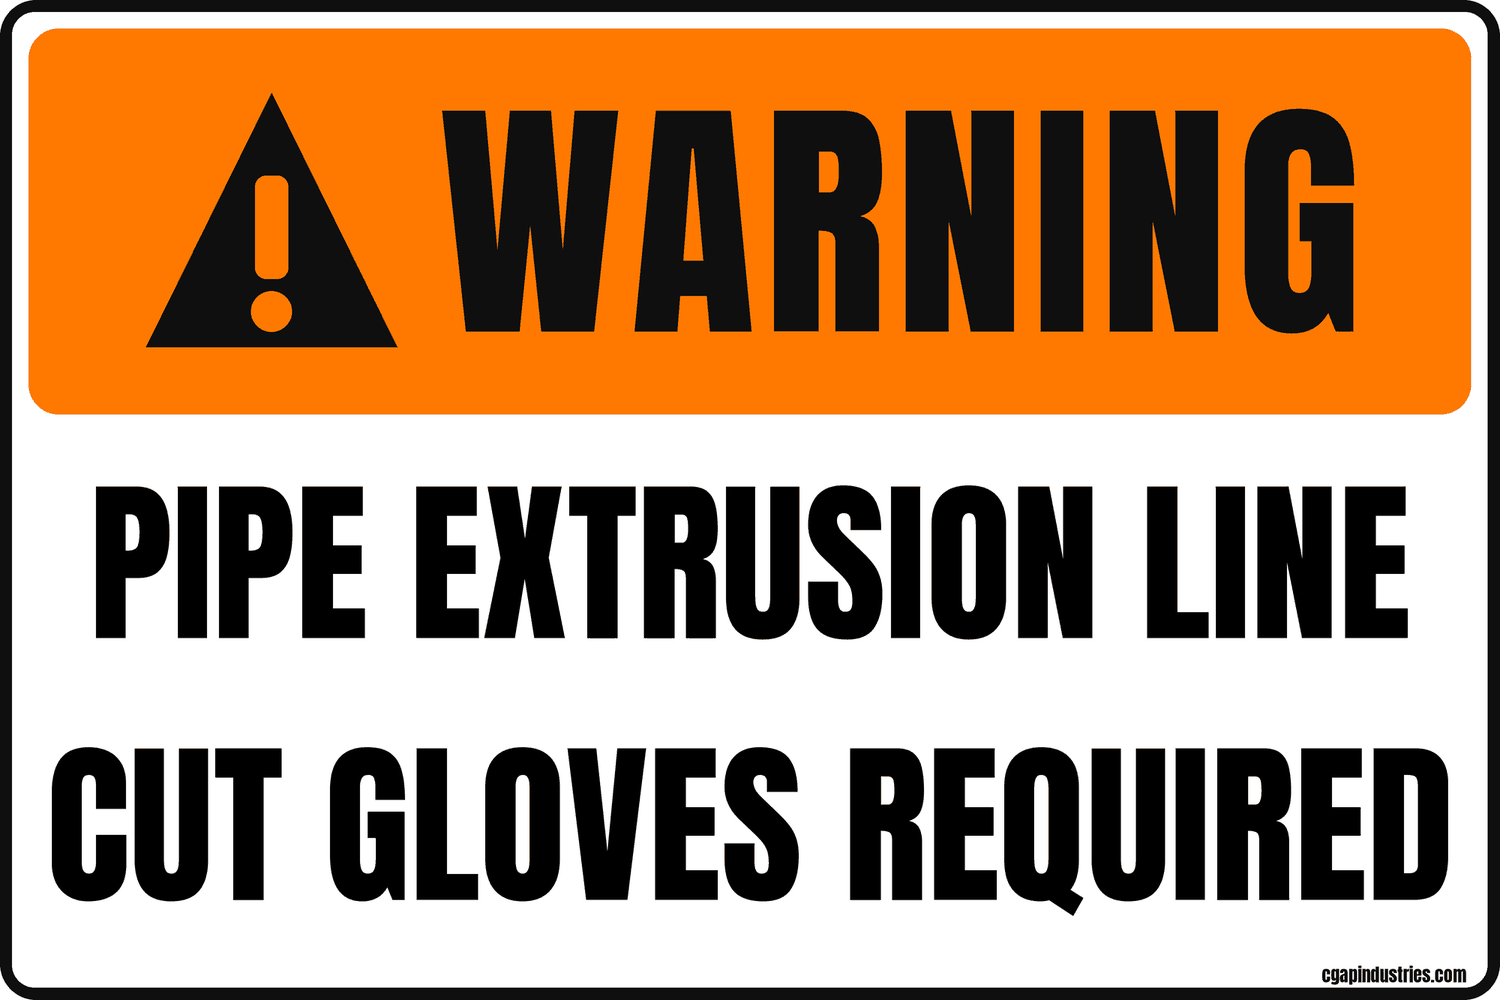 WARNING
PIPE EXTRUSION LINE
CUT GLOVES REQUIRED
cgapindustries.com